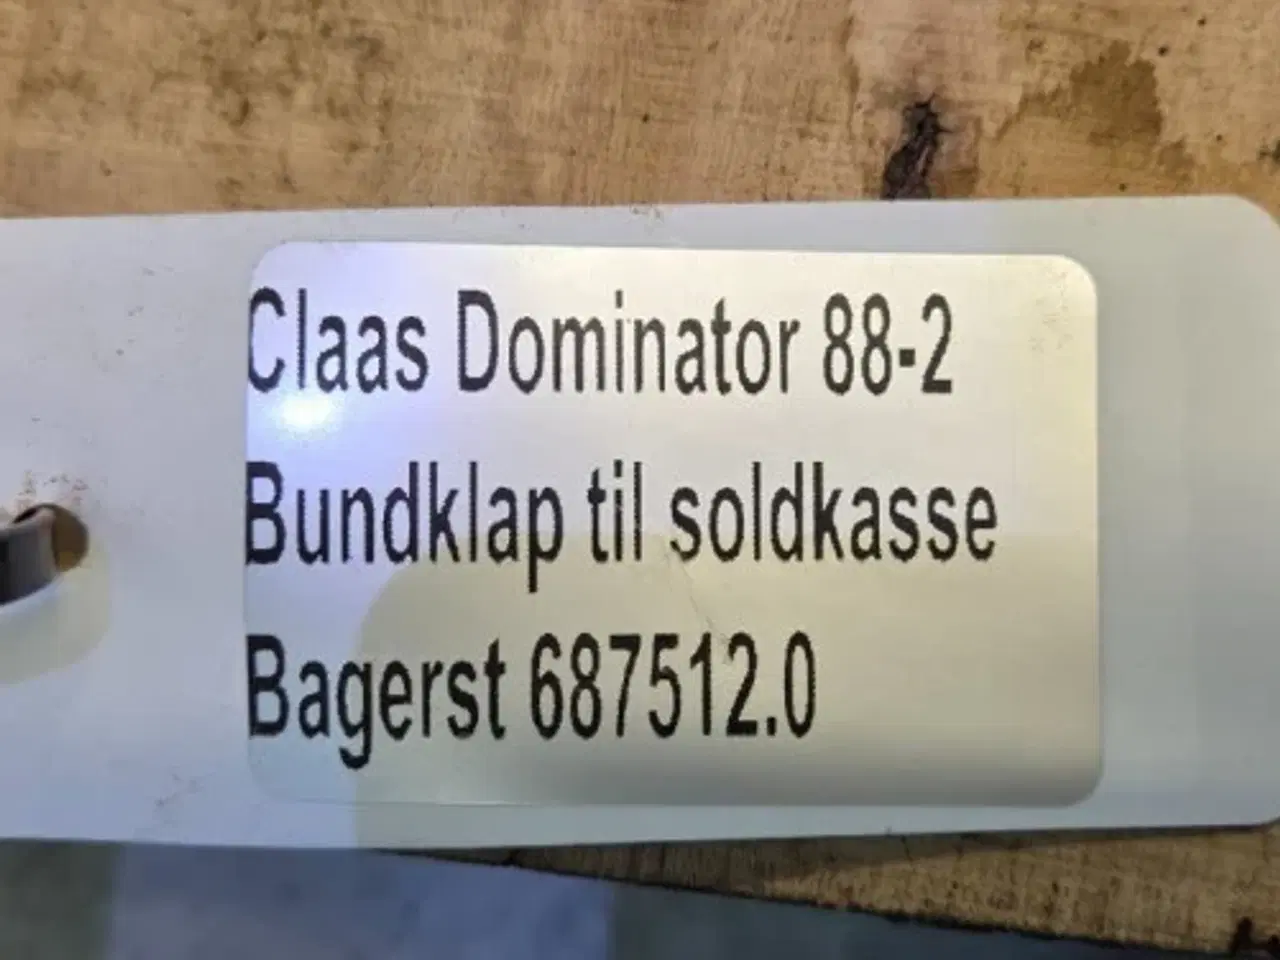 Claas Dominator 88-2
Bundklap til soldkasse
Bagerst 687512.0